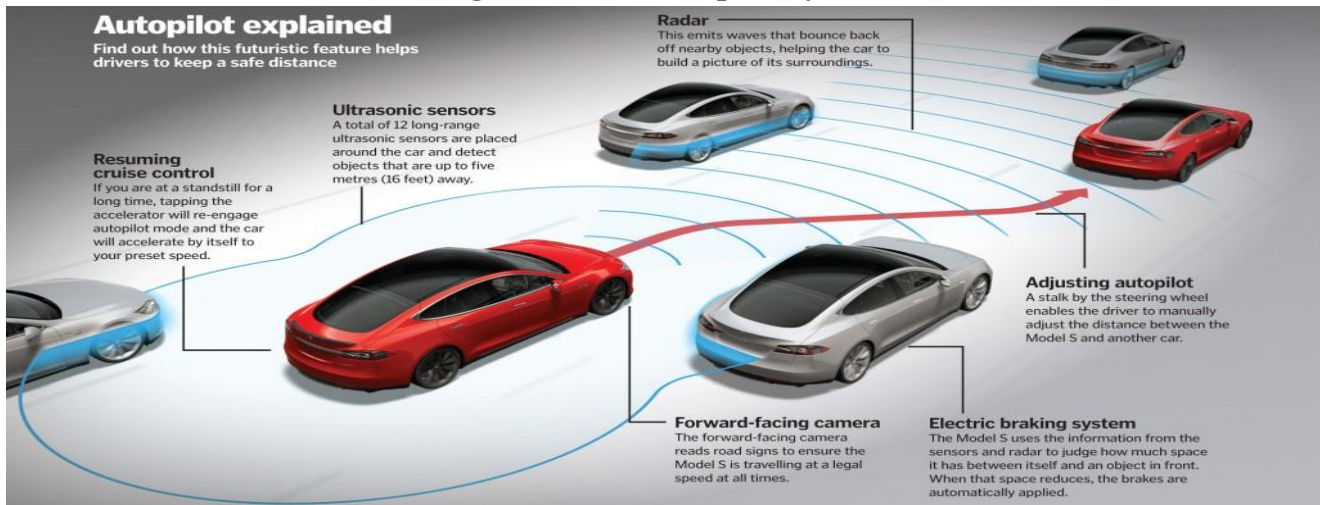 Autopilot explained
Find out how this futuristic feature helps
drivers to keep a safe distance
Radar
This emits waves that bounce back
off nearby objects, helping the car to
build a picture of its surroundings.
Ultrasonic sensors
A total of 12 long-range
ultrasonic sensors are placed
around the car and detect
objects that are up to five
metres (16 feet) away.
Resuming
cruise control
If you are at a standstill for a
long time, tapping the
accelerator will re-engage
autopilot mode and the car
will accelerate by itself to
your preset speed.
Adjusting autopilot
A stalk by the steering wheel
enables the driver to manually
adjust the distance between the
Model S and another car.
Forward-facing camera
The forward-facing camera
reads road signs to ensure the
Model S is travelling at a legal
speed at all times.
Electric braking system
The Model S uses the information from the
sensors and radar to judge how much space
it has between itself and an object in front.
When that space reduces, the brakes are
automatically applied.